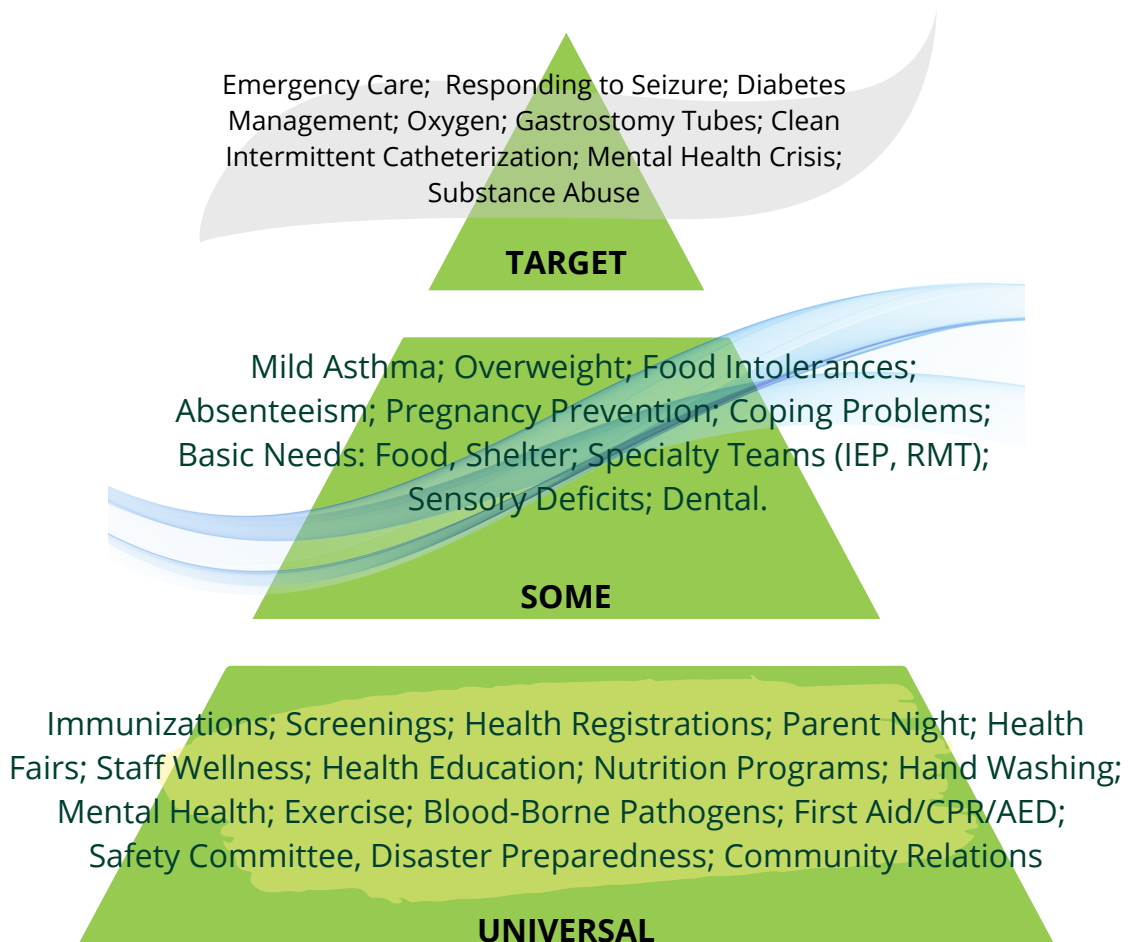 Emergency Care;  Responding to Seizure; Diabetes
Management; Oxygen; Gastrostomy Tubes; Clean
Intermittent Catheterization; Mental Health Crisis;
Substance Abuse
TARGET
Mild Asthma; Overweight; Food Intolerances;
Absenteeism; Pregnancy Prevention; Coping Problems;
Basic Needs: Food, Shelter; Specialty Teams (IEP, RMT);
Sensory Deficits; Dental.
SOME
Immunizations; Screenings; Health Registrations; Parent Night; Health
Fairs; Staff Wellness; Health Education; Nutrition Programs; Hand Washing;
Mental Health; Exercise; Blood-Borne Pathogens; First Aid/CPR/AED;
Safety Committee, Disaster Preparedness; Community Relations
UNIVERSAL